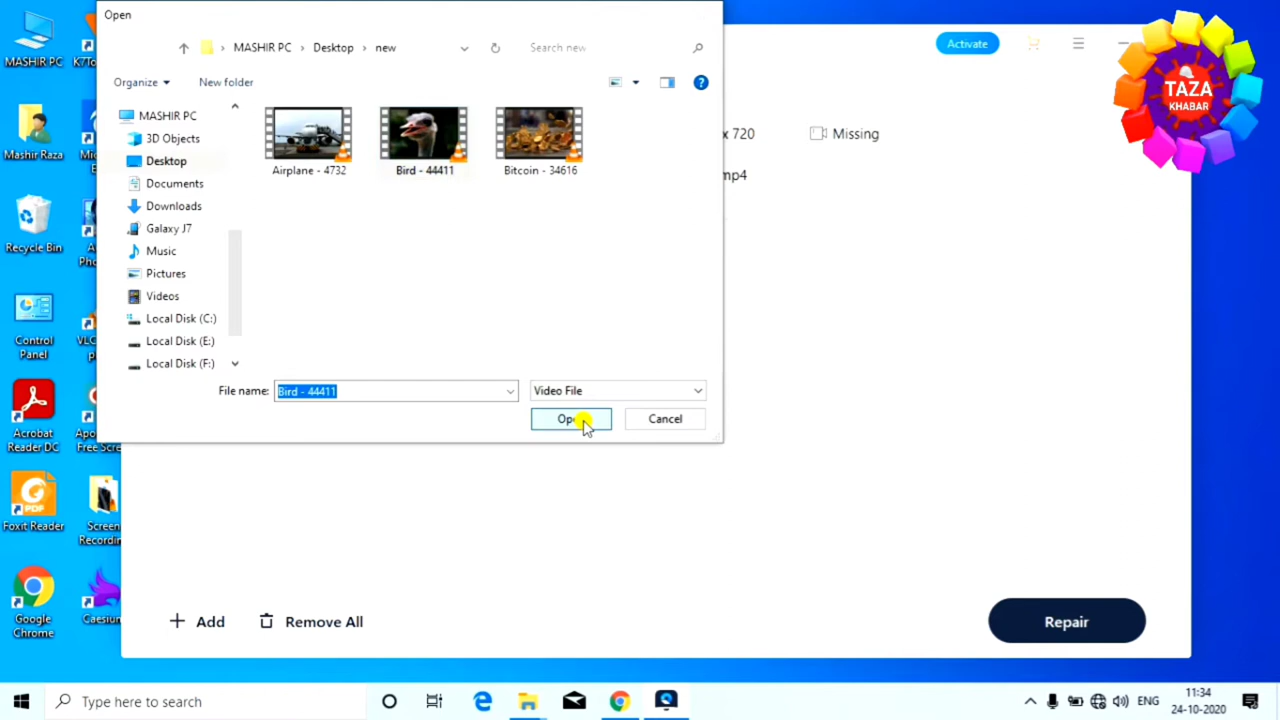 Open
MASHIR PC
Desktop
new
Search new
Organize
New folder
MASHIR PC
3D Objects
Desktop
Documents
Downloads
Galaxy J7
Music
Pictures
Videos
Local Disk (C:)
Local Disk (E:)
Local Disk (F:)
Airplane - 4732
Bird - 44411
Bitcoin - 34616
File name:
Bird - 44411
Video File
Cancel
Activate
x 720
Missing
mp4
TAZA
KHABAR
MASHIR PC
Mashir Raza
Recycle Bin
Control
Panel
Acrobat
Reader DC
Foxit Reader
Screen
Recordin
Google
Chrome
Caesium
Add
Remove All
Repair
Type here to search
ENG
11:34
24-10-2020